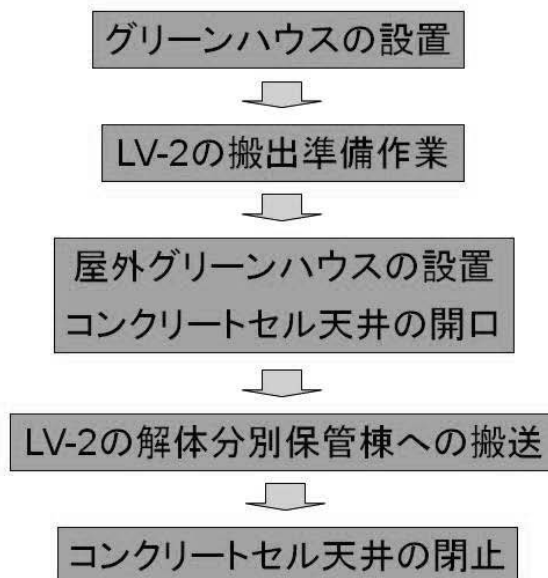 グリーンハウスの設置
LV-2の搬出準備作業
屋外グリーンハウスの設置
コンクリートセル天井の開口
LV-2の解体分別保管棟への搬送
コンクリートセル天井の閉止